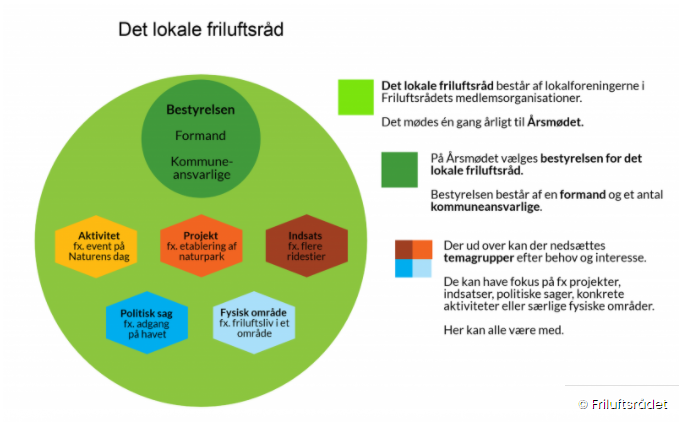 Det lokale friluftsråd
Bestyrelsen
Formand
Kommune-
ansvarlige
Aktivitet
fx. event på
Naturens dag
Projekt
fx. etablering af
naturpark
Indsats
fx. flere
ridestier
Politisk sag
fx. adgang
på havet
Fysisk område
fx. friluftsliv i et
område
Det lokale friluftsråd består af lokalforeningerne i
Friluftsrådets medlemsorganisationer.
Det mødes én gang årligt til Årsmødet.
På Årsmødet vælges bestyrelsen for det
lokale friluftsråd.
Bestyrelsen består af en formand og et antal
kommuneansvarlige.
Der ud over kan der nedsættes
temagrupper efter behov og interesse.
De kan have fokus på fx projekter,
indsatser, politiske sager, konkrete
aktiviteter eller særlige fysiske områder.
Her kan alle være med.
© Friluftsrådet